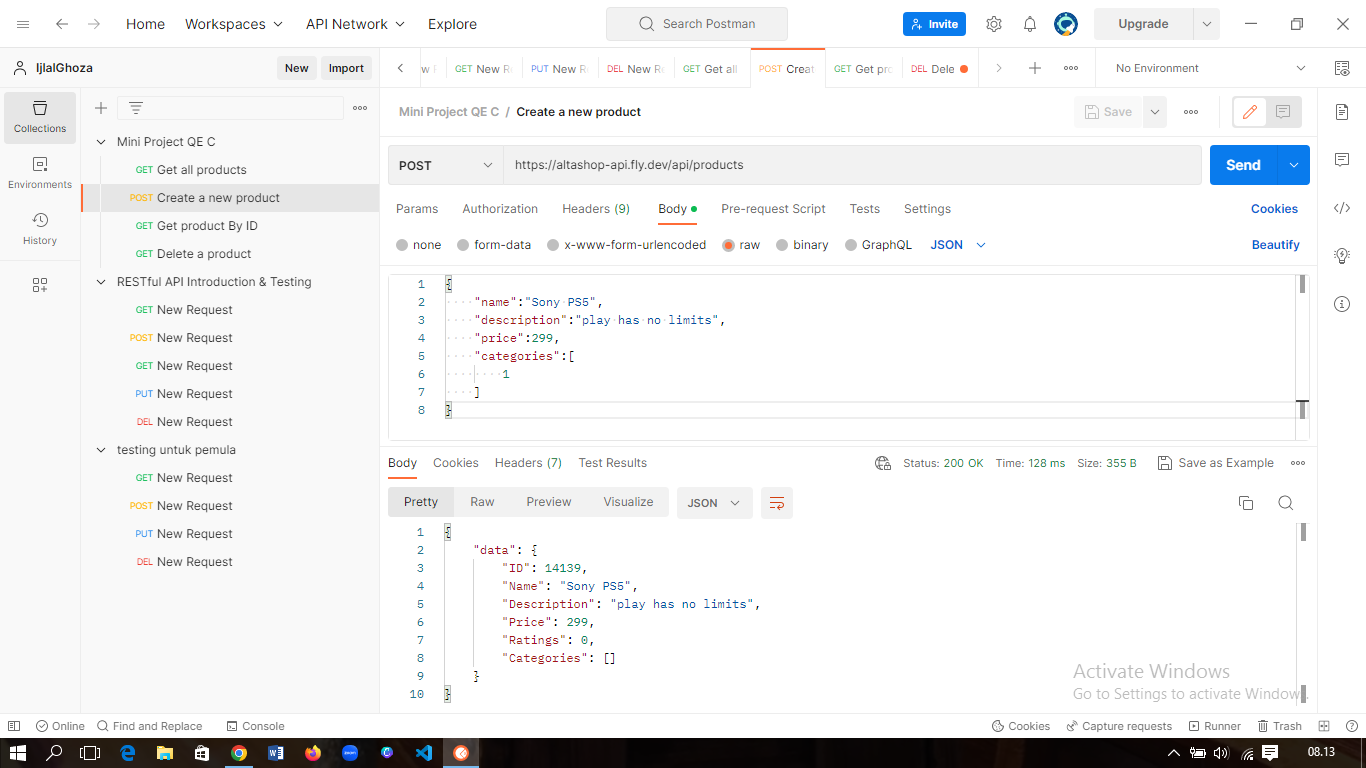 Home Workspaces API Network Explore Search Postman Invite Upgrade
IjlalGhoza New Import
GET New R PUT New R DEL New R GET Get all POST Creat GET Get pr DEL Dele No Environment
Collections
Environments
History
Mini Project QE C
GET Get all products
POST Create a new product
GET Get product By ID
GET Delete a product
RESTful API Introduction & Testing
GET New Request
POST New Request
GET New Request
PUT New Request
DEL New Request
testing untuk pemula
GET New Request
POST New Request
PUT New Request
DEL New Request
Mini Project QE C / Create a new product Save
POST https://altashop-api.fly.dev/api/products Send
Params Authorization Headers (9) Body Pre-request Script Tests Settings Cookies
none form-data x-www-form-urlencoded raw binary GraphQL JSON Beautify
1 {
2 "name":"Sony PS5",
3 "description":"play has no limits",
4 "price":299,
5 "categories":[
6 1
7 ]
8 }
Body Cookies Headers (7) Test Results Status: 200 OK Time: 128 ms Size: 355 B Save as Example
Pretty Raw Preview Visualize JSON
1 {
2 "data": {
3 "ID": 14139,
4 "Name": "Sony PS5",
5 "Description": "play has no limits",
6 "Price": 299,
7 "Ratings": 0,
8 "Categories": []
9 }
10 }
Activate Windows
Go to Settings to activate Windows.
Online Find and Replace Console Cookies Capture requests Runner Trash
08.13